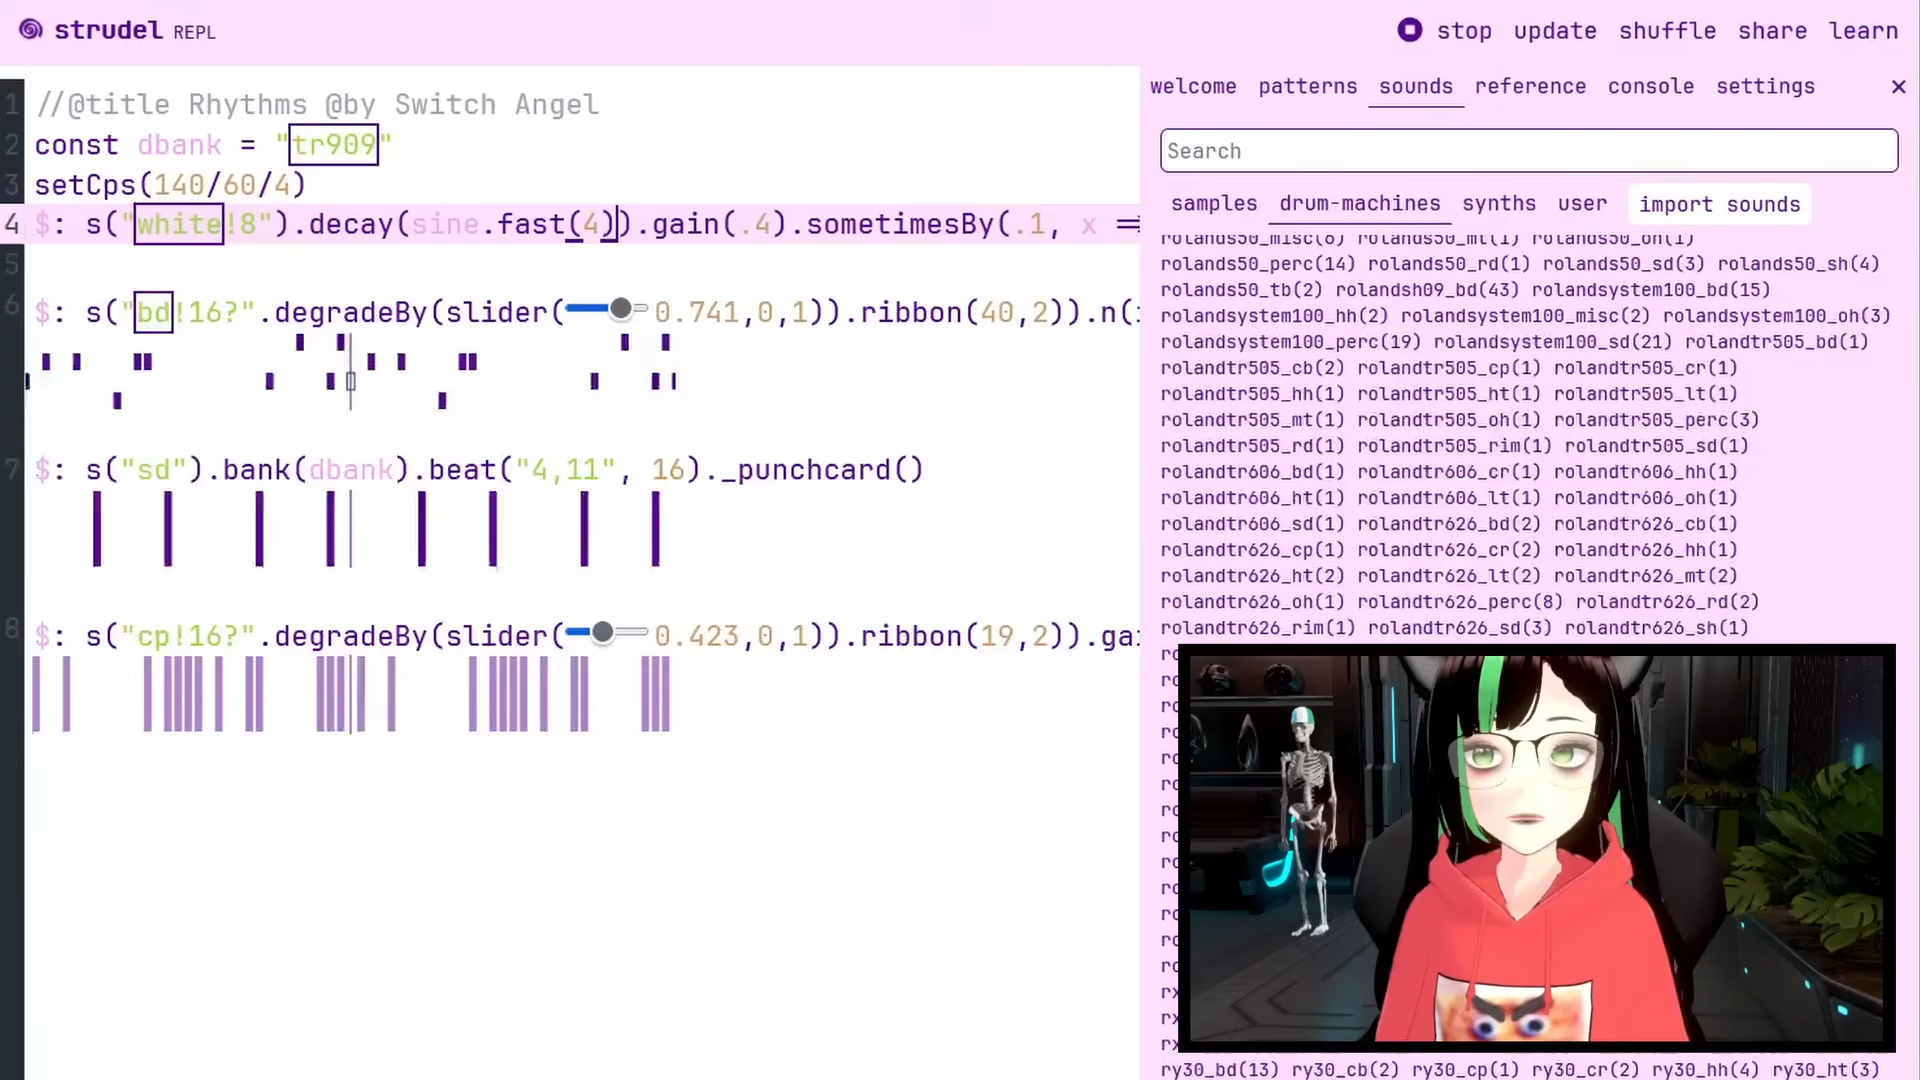 strudel REPL
stop update shuffle share learn
1 //@title Rhythms @by Switch Angel
2 const dbank = "tr909"
3 setCps(140/60/4)
4 $: s("white!8").decay(sine.fast(4)).gain(.4).sometimesBy(.1, x =
5
6 $: s("bd!16?".degradeBy(slider( 0.741,0,1)).ribbon(40,2)).n(
7 $: s("sd").bank(dbank).beat("4,11", 16)._punchcard()
8 $: s("cp!16?".degradeBy(slider( 0.423,0,1)).ribbon(19,2)).ga
welcome patterns sounds reference console settings ×
Search
samples drum-machines synths user import sounds
rolands50_misc(6) rolands50_mt(1) rolands50_oh(1)
rolands50_perc(14) rolands50_rd(1) rolands50_sd(3) rolands50_sh(4)
rolands50_tb(2) rolandsh09_bd(43) rolandsystem100_bd(15)
rolandsystem100_hh(2) rolandsystem100_misc(2) rolandsystem100_oh(3)
rolandsystem100_perc(19) rolandsystem100_sd(21) rolandtr505_bd(1)
rolandtr505_cb(2) rolandtr505_cp(1) rolandtr505_cr(1)
rolandtr505_hh(1) rolandtr505_ht(1) rolandtr505_lt(1)
rolandtr505_mt(1) rolandtr505_oh(1) rolandtr505_perc(3)
rolandtr505_rd(1) rolandtr505_rim(1) rolandtr505_sd(1)
rolandtr606_bd(1) rolandtr606_cr(1) rolandtr606_hh(1)
rolandtr606_ht(1) rolandtr606_lt(1) rolandtr606_oh(1)
rolandtr606_sd(1) rolandtr626_bd(2) rolandtr626_cb(1)
rolandtr626_cp(1) rolandtr626_cr(2) rolandtr626_hh(1)
rolandtr626_ht(2) rolandtr626_lt(2) rolandtr626_mt(2)
rolandtr626_oh(1) rolandtr626_perc(8) rolandtr626_rd(2)
rolandtr626_rim(1) rolandtr626_sd(3) rolandtr626_sh(1)
ry30_bd(13) ry30_cb(2) ry30_cp(1) ry30_cr(2) ry30_hh(4) ry30_ht(3)